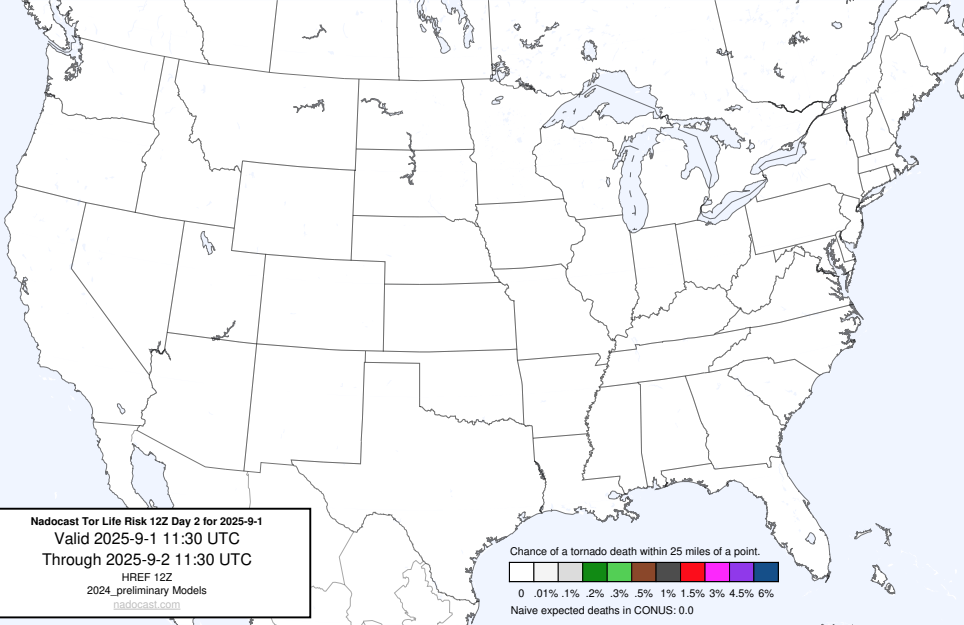 Nadocast Tor Life Risk 12Z Day 2 for 2025-9-1
Valid 2025-9-1 11:30 UTC
Through 2025-9-2 11:30 UTC
HREF 12Z
2024_preliminary Models
nadocast.com
Chance of a tornado death within 25 miles of a point.
0 .01% .1% .2% .3% .5% 1% 1.5% 3% 4.5% 6%
Naive expected deaths in CONUS: 0.0